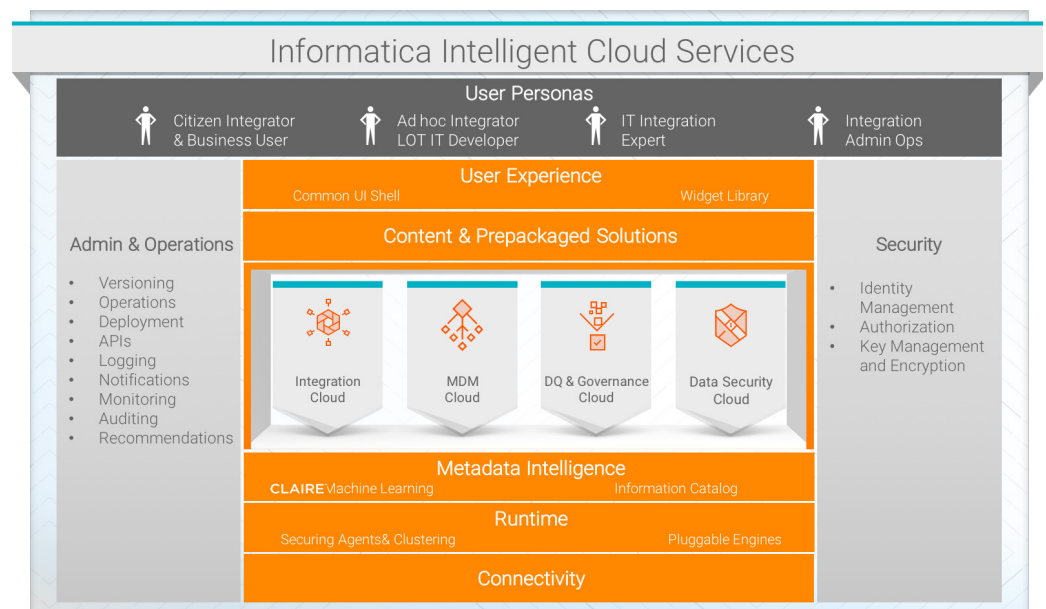 Informatica Intelligent Cloud Services
User Personas
Citizen Integrator
& Business User
Ad hoc Integrator
LOT IT Developer
IT Integration
Expert
Integration
Admin Ops
Admin & Operations
• Versioning
• Operations
• Deployment
• APIs
• Logging
• Notifications
• Monitoring
• Auditing
• Recommendations
User Experience
Common UI Shell
Widget Library
Content & Prepackaged Solutions
Integration
Cloud
MDM
Cloud
DQ & Governance
Cloud
Data Security
Cloud
Metadata Intelligence
CLAIRE Machine Learning
Information Catalog
Runtime
Securing Agents& Clustering
Pluggable Engines
Connectivity
Security
• Identity
Management
• Authorization
• Key Management
and Encryption